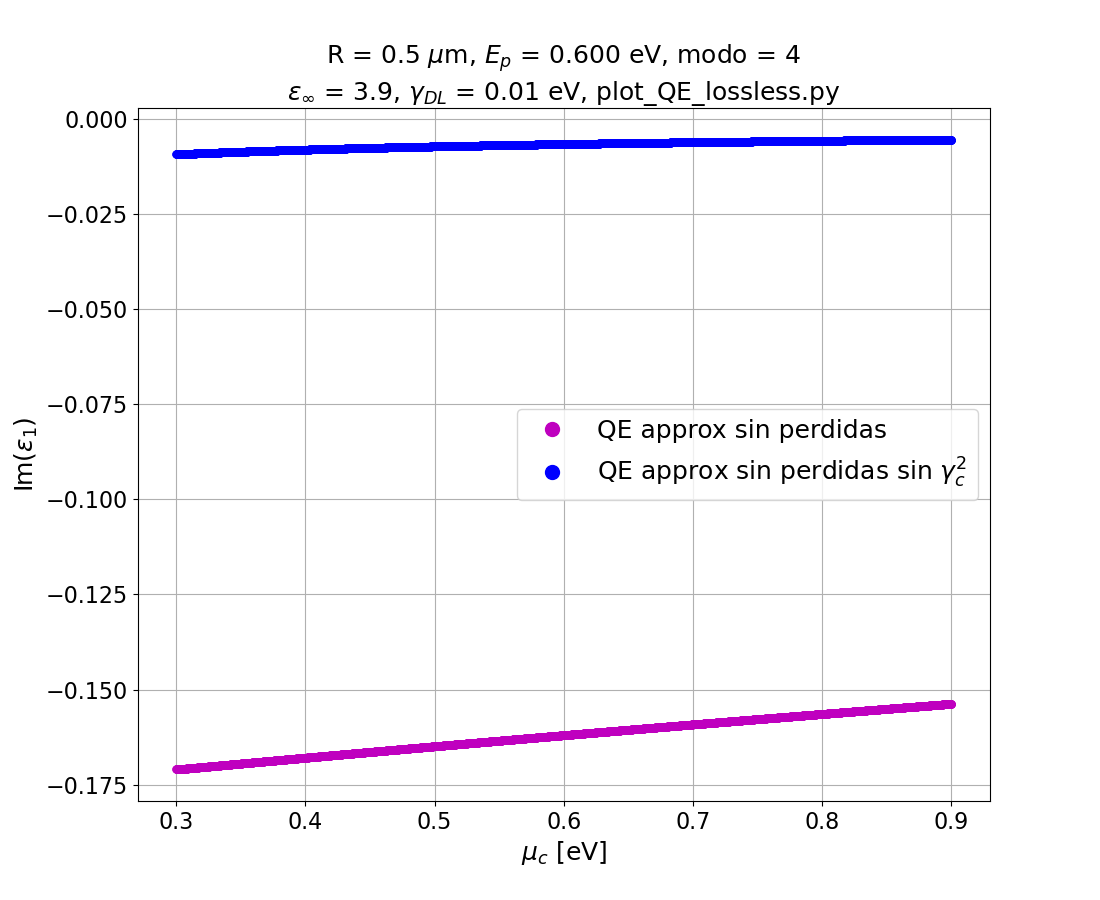 R = 0.5 μm, E_p = 0.600 eV, modo = 4
ε_∞ = 3.9, γ_DL = 0.01 eV, plot_QE_lossless.py
0.000
−0.025
−0.050
−0.075
−0.100
−0.125
−0.150
−0.175
Im(ε_1)
QE approx sin perdidas
QE approx sin perdidas sin γ_c^2
0.3 0.4 0.5 0.6 0.7 0.8 0.9
μ_c [eV]